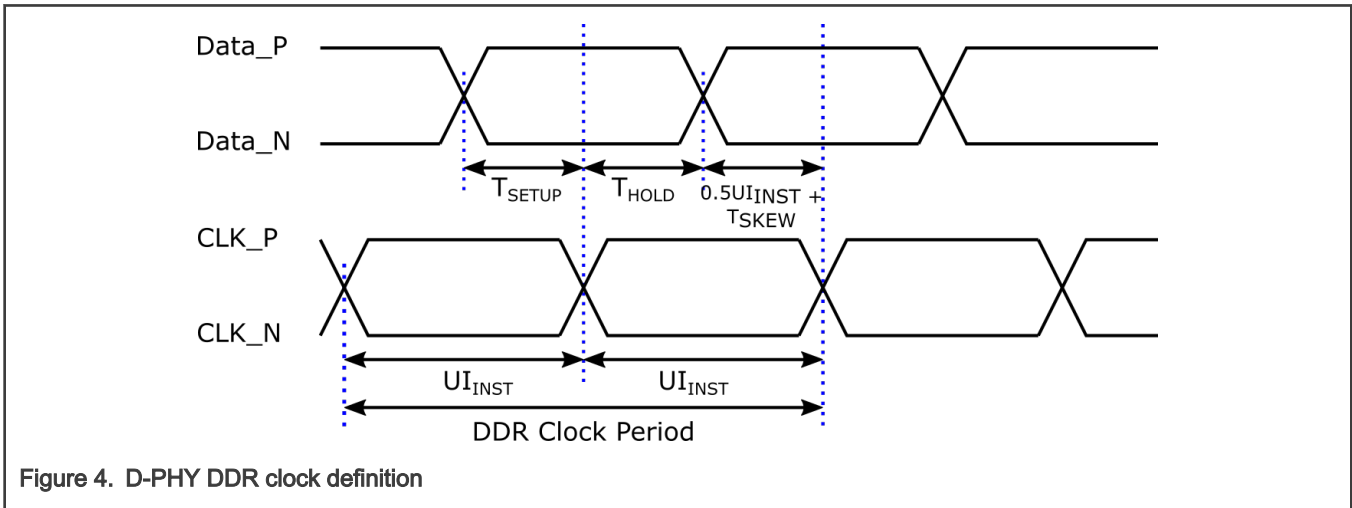 Data_P
Data_N
TSETUP
THOLD
0.5UIINST +
TSKEW
CLK_P
CLK_N
UIINST
UIINST
DDR Clock Period
Figure 4. D-PHY DDR clock definition